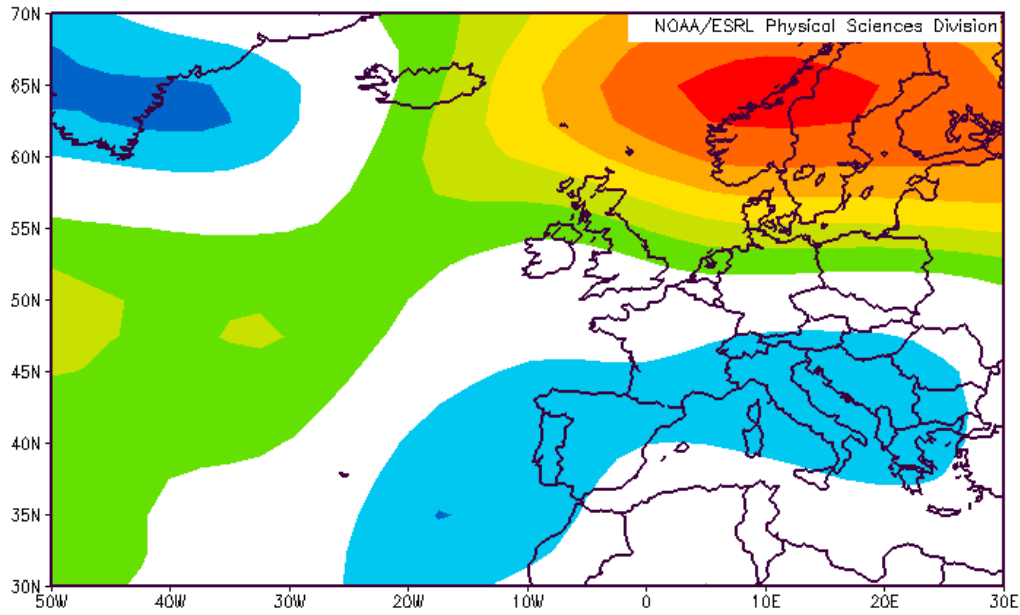 70N
NOAA/ESRL Physical Sciences Division
65N
60N
55N
50N
45N
40N
35N
30N
50W 40W 30W 20W 10W 0 10E 20E 30E